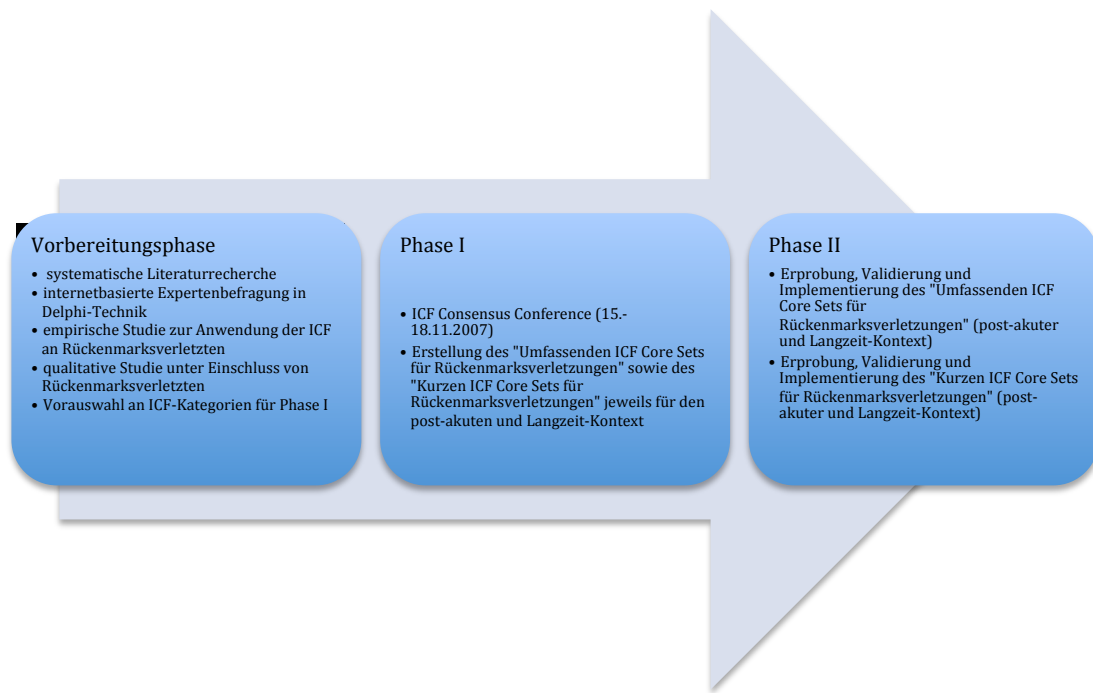 Vorbereitungsphase
• systematische Literaturrecherche
• internetbasierte Expertenbefragung in
Delphi-Technik
• empirische Studie zur Anwendung der ICF
an Rückenmarksverletzten
• qualitative Studie unter Einschluss von
Rückenmarksverletzten
• Vorauswahl an ICF-Kategorien für Phase I
Phase I
• ICF Consensus Conference (15.-
18.11.2007)
• Erstellung des "Umfassenden ICF Core Sets
für Rückenmarksverletzungen" sowie des
"Kurzen ICF Core Sets für
Rückenmarksverletzungen" jeweils für den
post-akuten und Langzeit-Kontext
Phase II
• Erprobung, Validierung und
Implementierung des "Umfassenden ICF
Core Sets für
Rückenmarksverletzungen" (post-akuter
und Langzeit-Kontext)
• Erprobung, Validierung und
Implementierung des "Kurzen ICF Core Sets
für Rückenmarksverletzungen" (post-
akuter und Langzeit-Kontext)